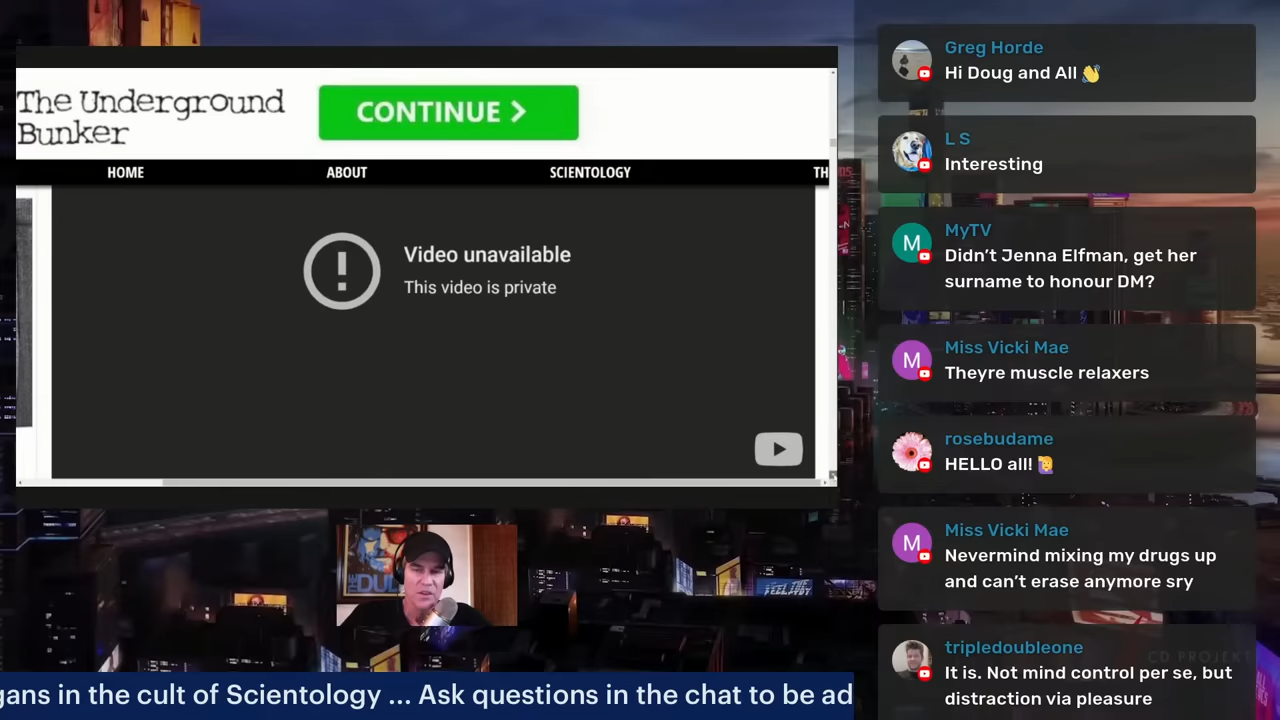 The Underground
Bunker
CONTINUE >
HOME
ABOUT
SCIENTOLOGY
TH
Video unavailable
This video is private
gans in the cult of Scientology ... Ask questions in the chat to be ad
Greg Horde
Hi Doug and All 👋
L S
Interesting
M
MyTV
Didn’t Jenna Elfman, get her
surname to honour DM?
M
Miss Vicki Mae
Theyre muscle relaxers
rosebudame
HELLO all! 🙋
M
Miss Vicki Mae
Nevermind mixing my drugs up
and can’t erase anymore sry
tripledoubleone
It is. Not mind control per se, but
distraction via pleasure
CD PROJEKT